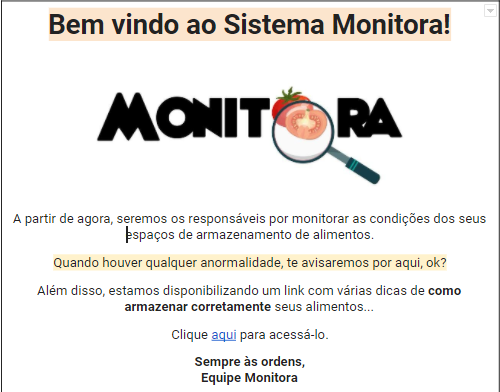 Bem vindo ao Sistema Monitora!
MONITORA
A partir de agora, seremos os responsáveis por monitorar as condições dos seus
espaços de armazenamento de alimentos.
Quando houver qualquer anormalidade, te avisaremos por aqui, ok?
Além disso, estamos disponibilizando um link com várias dicas de como
armazenar corretamente seus alimentos...
Clique aqui para acessá-lo.
Sempre às ordens,
Equipe Monitora